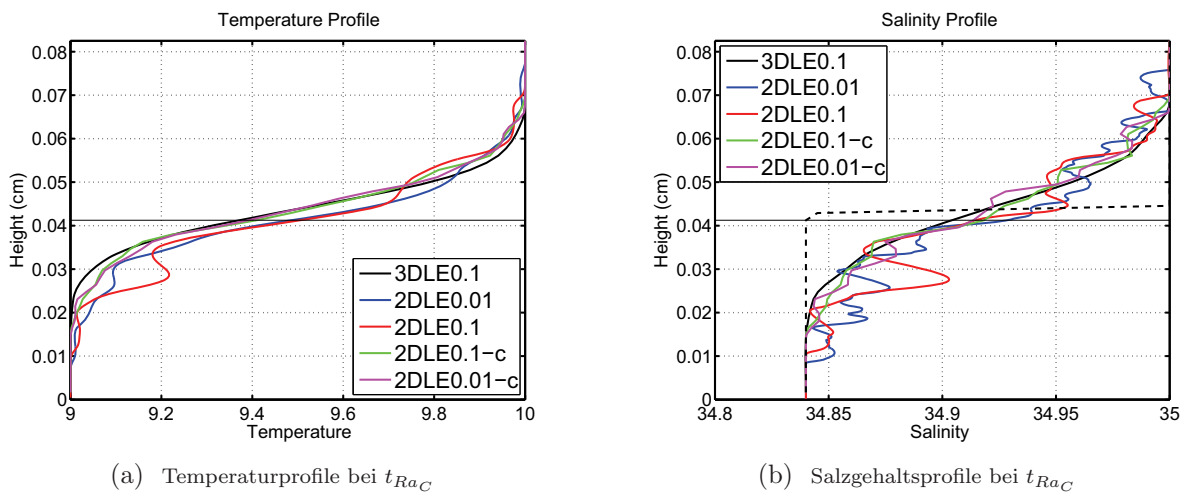 Temperature Profile
0.08
0.07
0.06
0.05
0.04
0.03
0.02
0.01
0
Height (cm)
3DLE0.1
2DLE0.01
2DLE0.1
2DLE0.1−c
2DLE0.01−c
9
9.2
9.4
9.6
9.8
10
Temperature
(a) Temperaturprofile bei t_{Ra_C}
Salinity Profile
0.08
0.07
0.06
0.05
0.04
0.03
0.02
0.01
0
Height (cm)
3DLE0.1
2DLE0.01
2DLE0.1
2DLE0.1−c
2DLE0.01−c
34.8
34.85
34.9
34.95
35
Salinity
(b) Salzgehaltsprofile bei t_{Ra_C}